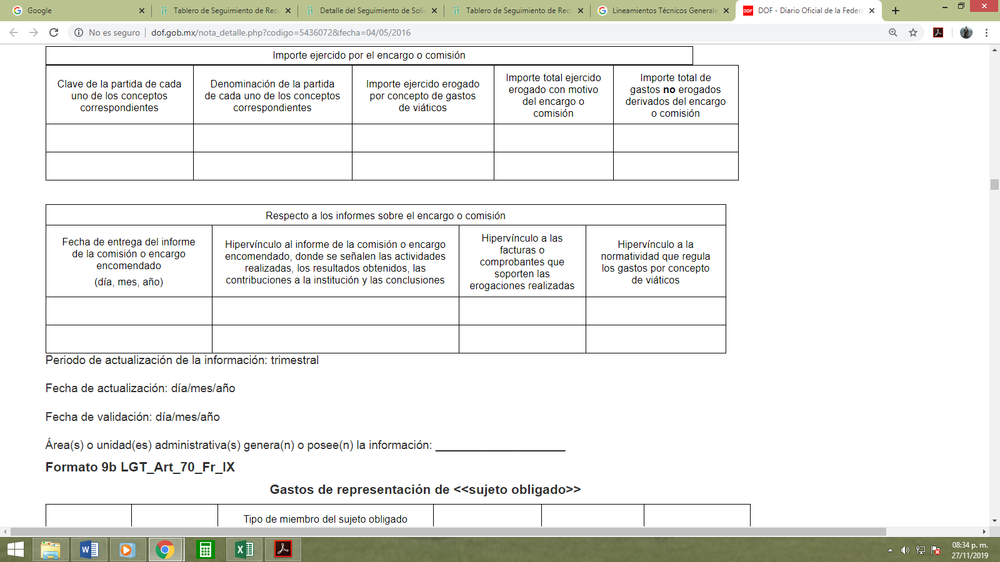 Google
Tablero de Seguimiento de Recu
Detalle del Seguimiento de Solic
Tablero de Seguimiento de Recu
Lineamientos Técnicos Generale
DOF - Diario Oficial de la Federa
No es seguro
dof.gob.mx/nota_detalle.php?codigo=5436072&fecha=04/05/2016
Importe ejercido por el encargo o comisión
Clave de la partida de cada
uno de los conceptos
correspondientes
Denominación de la partida
de cada uno de los conceptos
correspondientes
Importe ejercido erogado
por concepto de gastos
de viáticos
Importe total ejercido
erogado con motivo
del encargo o
comisión
Importe total de
gastos no erogados
derivados del encargo
o comisión
Respecto a los informes sobre el encargo o comisión
Fecha de entrega del informe
de la comisión o encargo
encomendado
(día, mes, año)
Hipervínculo al informe de la comisión o encargo
encomendado, donde se señalen las actividades
realizadas, los resultados obtenidos, las
contribuciones a la institución y las conclusiones
Hipervínculo a las
facturas o
comprobantes que
soporten las
erogaciones realizadas
Hipervínculo a la
normatividad que regula
los gastos por concepto
de viáticos
Periodo de actualización de la información: trimestral
Fecha de actualización: día/mes/año
Fecha de validación: día/mes/año
Área(s) o unidad(es) administrativa(s) genera(n) o posee(n) la información: ____________________
Formato 9b LGT_Art_70_Fr_IX
Gastos de representación de <<sujeto obligado>>
Tipo de miembro del sujeto obligado
08:34 p. m.
27/11/2019